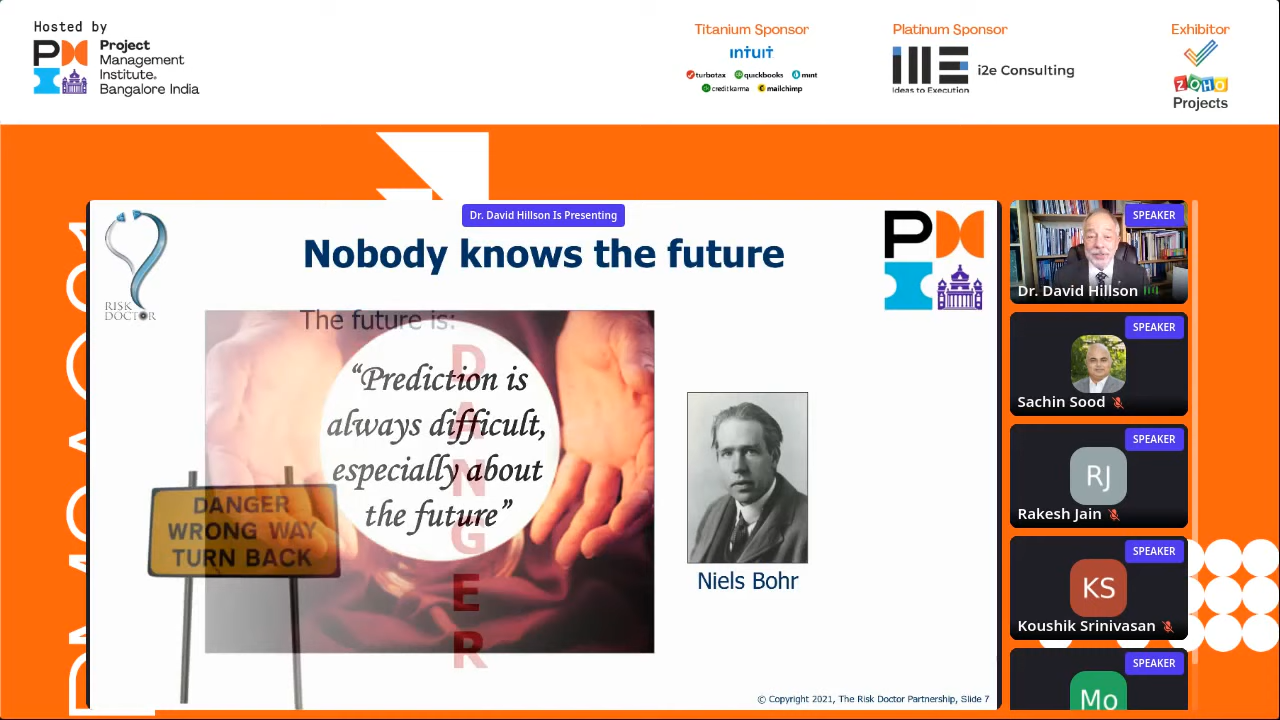 Hosted by
Project
Management
Institute.
Bangalore India
Titanium Sponsor
intuit
turbotax quickbooks mint
creditkarma mailchimp
Platinum Sponsor
i2e Consulting
Ideas to Execution
Exhibitor
ZOHO
Projects
Dr. David Hillson Is Presenting
Nobody knows the future
RISK
DOCTOR
The future is:
DANGER
“Prediction is
always difficult,
especially about
the future”
DANGER
WRONG WAY
TURN BACK
Niels Bohr
© Copyright 2021, The Risk Doctor Partnership, Slide 7
SPEAKER
Dr. David Hillson
SPEAKER
Sachin Sood
SPEAKER
RJ
Rakesh Jain
SPEAKER
KS
Koushik Srinivasan
SPEAKER
Mo